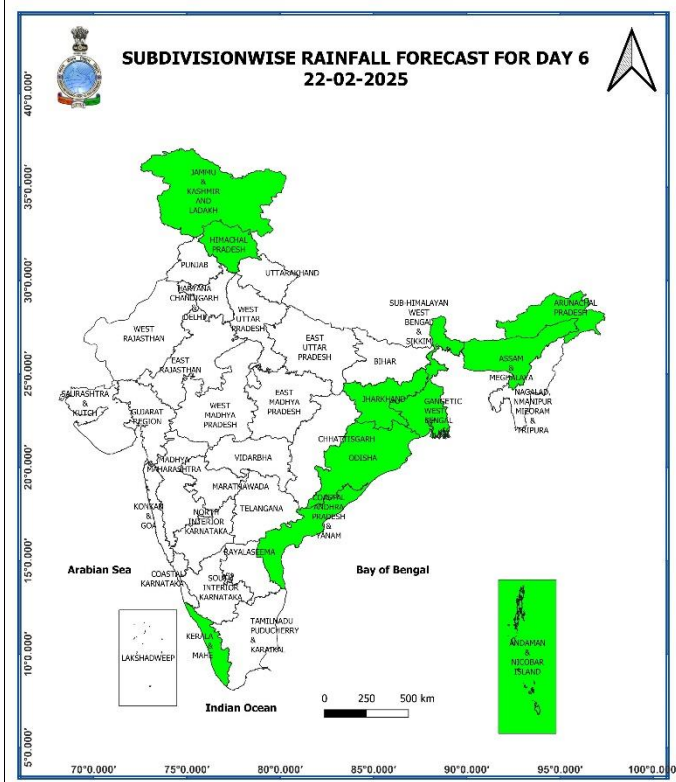 SUBDIVISIONWISE RAINFALL FORECAST FOR DAY 6
22-02-2025
40°0.000'
35°0.000'
30°0.000'
25°0.000'
20°0.000'
15°0.000'
10°0.000'
5°0.000'
JAMMU
&
KASHMIR
AND
LADAKH
HIMACHAL
PRADESH
PUNJAB
UTTARAKHAND
HARYANA
CHANDIGARH
&
DELHI
WEST
UTTAR
PRADESH
WEST
RAJASTHAN
EAST
UTTAR
PRADESH
SUB-HIMALAYAN
WEST
BENGAL
&
SIKKIM
ARUNACHAL
PRADESH
EAST
RAJASTHAN
BIHAR
ASSAM
&
MEGHALAYA
SAURASHTRA
&
KUTCH
GUJARAT
REGION
WEST
MADHYA
PRADESH
EAST
MADHYA
PRADESH
JHARKHAND
GANGETIC
WEST
BENGAL
NAGALAD,
NMANIPUR
MIZORAM
&
TRIPURA
CHHATTISGARH
ODISHA
MADHYA
MAHARASHTRA
VIDARBHA
MARATHAWADA
TELANGANA
COASTAL
ANDHRA
PRADESH
&
YANAM
KONKAN
&
GOA
NORTH
INTERIOR
KARNATAKA
RAYALASEEMA
Arabian Sea
Bay of Bengal
COASTAL
KARNATAKA
SOUTH
INTERIOR
KARNATAKA
TAMILNADU
PUDUCHERRY
&
KARAIKAL
KERALA
&
MAHE
LAKSHADWEEP
ANDAMAN
&
NICOBAR
ISLAND
Indian Ocean
0 250 500 km
70°0.000' 75°0.000' 80°0.000' 85°0.000' 90°0.000' 95°0.000' 100°0.000'